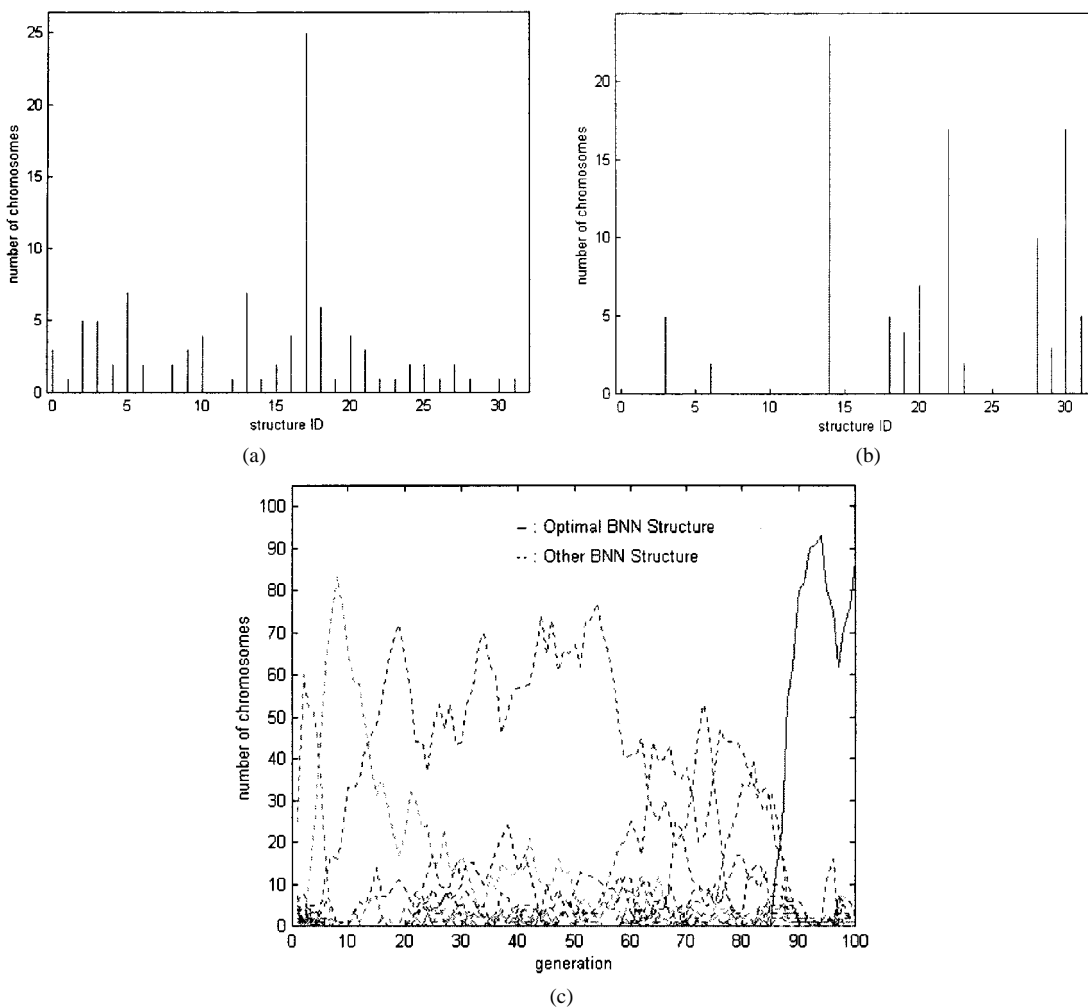 25
20
15
10
5
0
number of chromosomes
0 5 10 15 20 25 30
structure ID
(a)
20
15
10
5
0
number of chromosomes
0 5 10 15 20 25 30
structure ID
(b)
100
90
80
70
60
50
40
30
20
10
0
number of chromosomes
– : Optimal BNN Structure
-- : Other BNN Structure
0 10 20 30 40 50 60 70 80 90 100
generation
(c)